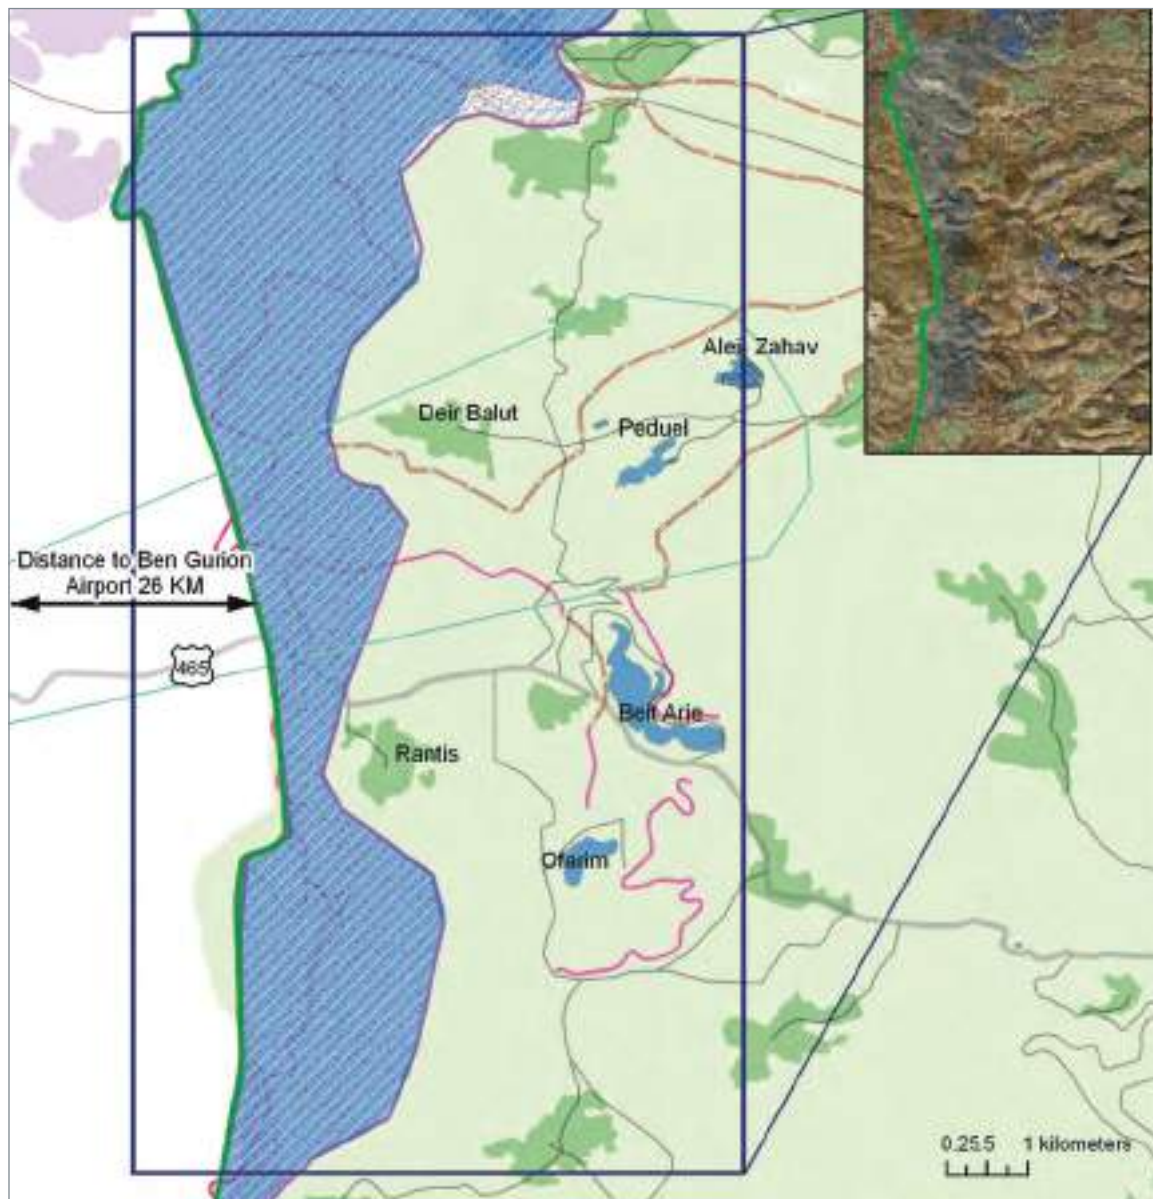 Alei Zahav
Deir Balut
Peduel
Distance to Ben Gurion
Airport 26 KM
465
Beit Arie
Rantis
Ofarim
0.25.5 1 kilometers